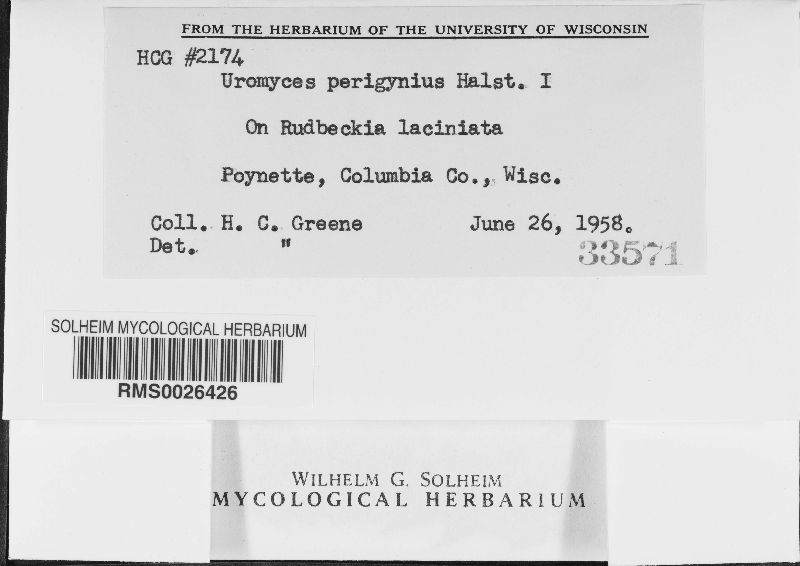 FROM THE HERBARIUM OF THE UNIVERSITY OF WISCONSIN
HCG #2174
Uromyces perigynius Halst. I
On Rudbeckia laciniata
Poynette, Columbia Co., Wisc.
Coll. H. C. Greene June 26, 1958.
Det. "
33571
SOLHEIM MYCOLOGICAL HERBARIUM
RMS0026426
WILHELM G. SOLHEIM
MYCOLOGICAL HERBARIUM